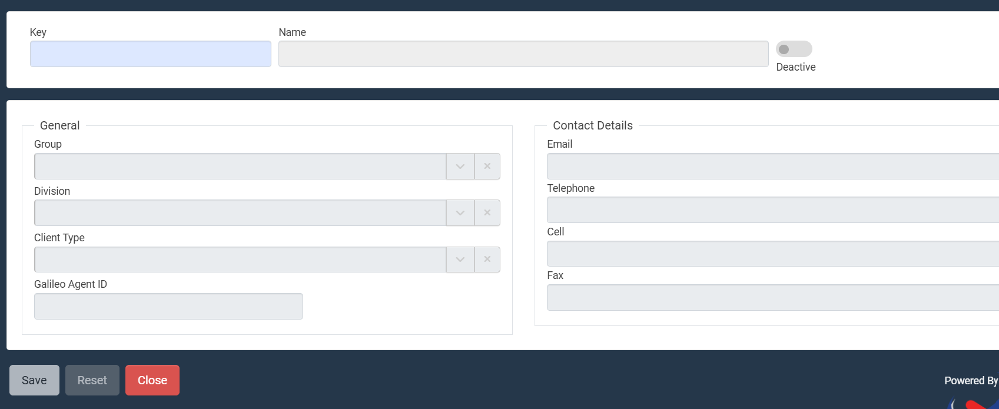 Key
Name
Deactive
General
Group
Division
Client Type
Galileo Agent ID
Contact Details
Email
Telephone
Cell
Fax
Save
Reset
Close
Powered By